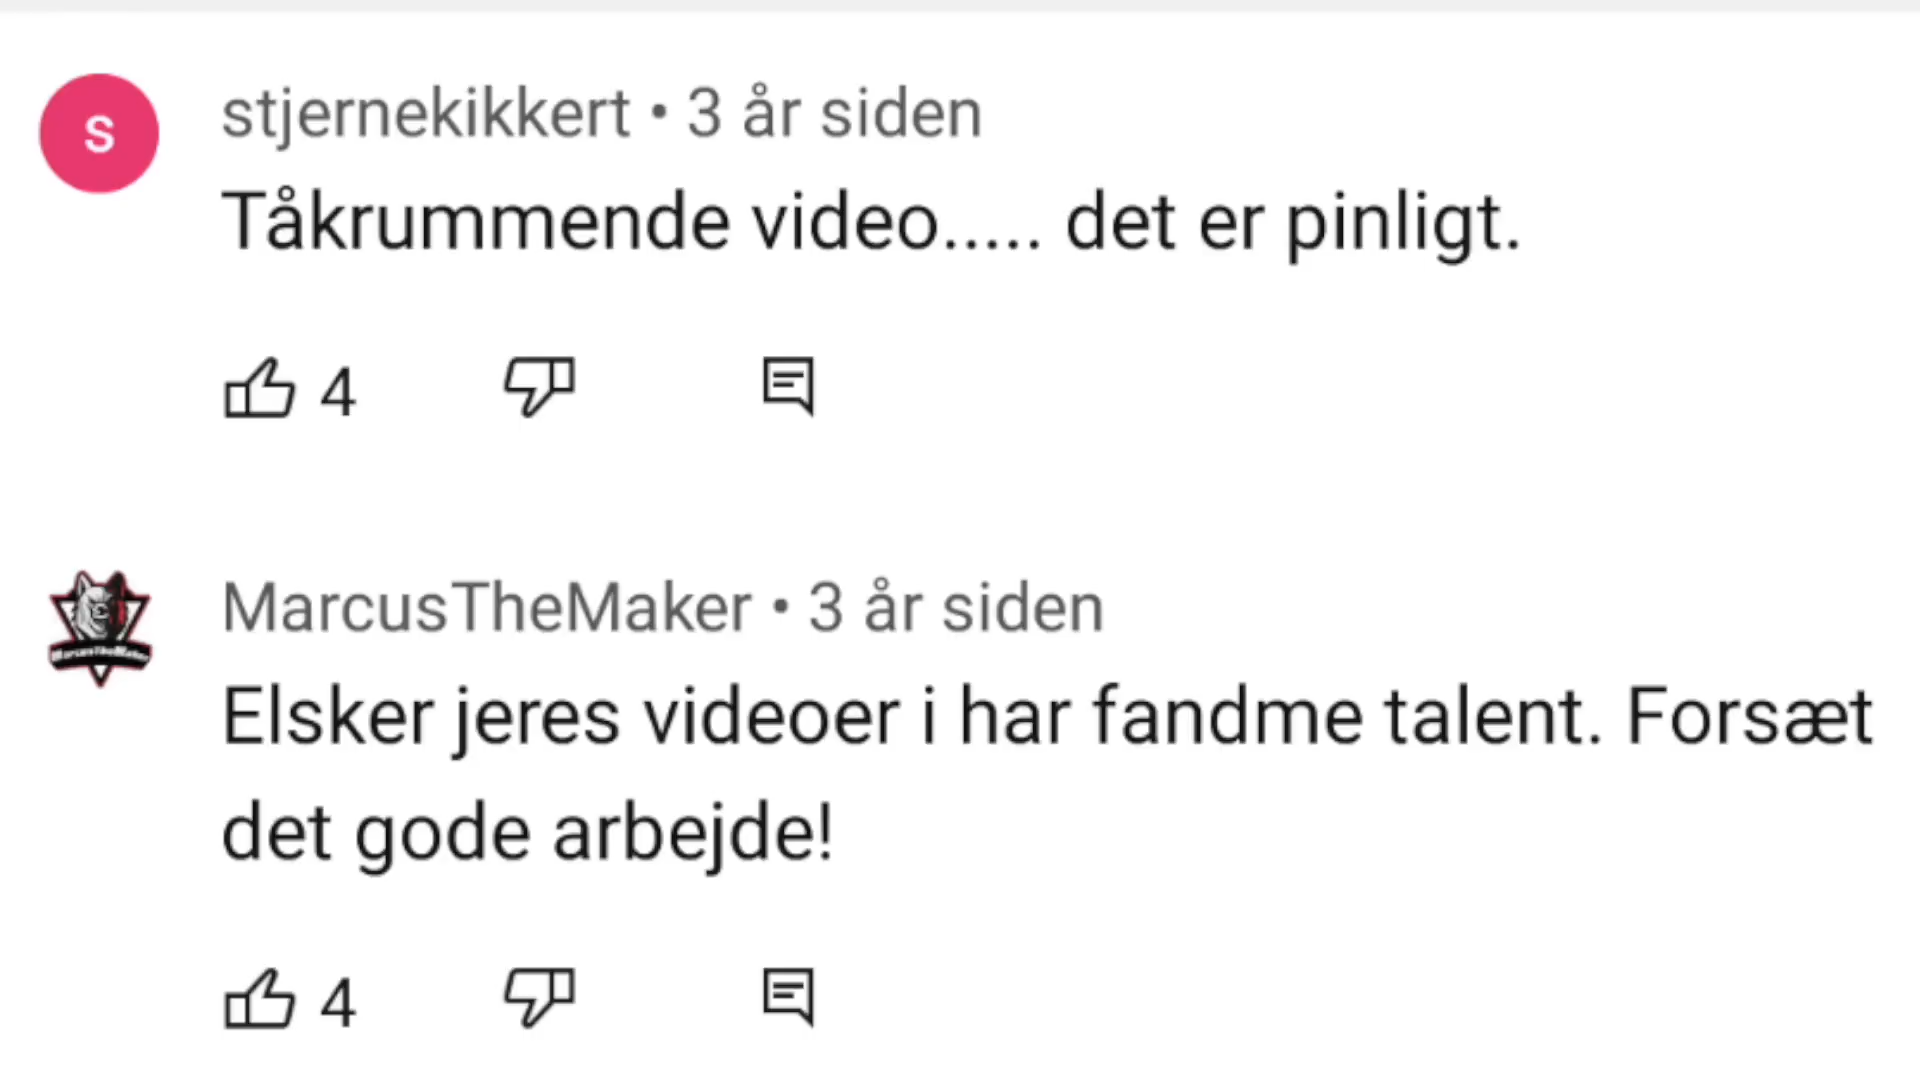 S
stjernekikkert • 3 år siden
Tåkrummende video..... det er pinligt.
4
MarcusTheMaker • 3 år siden
MarcusTheMaker
Elsker jeres videoer i har fandme talent. Forsæt
det gode arbejde!
4